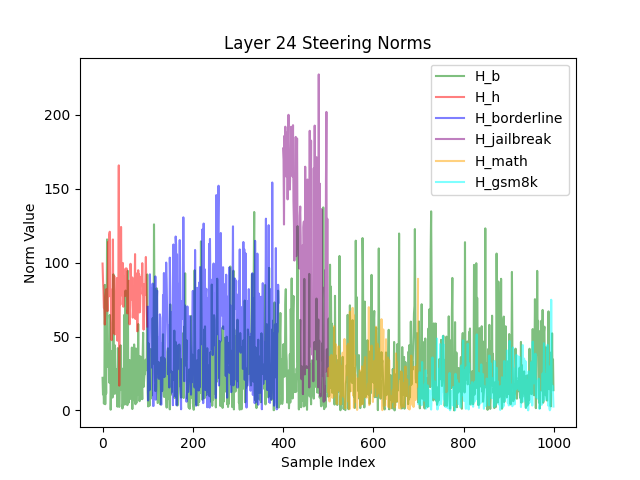 Layer 24 Steering Norms
H_b
H_h
H_borderline
H_jailbreak
H_math
H_gsm8k
Norm Value
200
150
100
50
0
0
200
400
600
800
1000
Sample Index